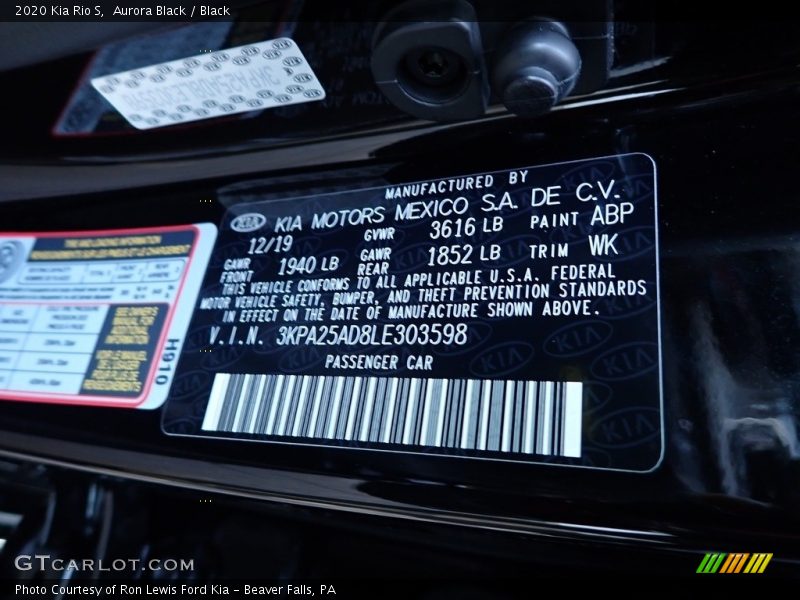 2020 Kia Rio S,  Aurora Black / Black
MANUFACTURED BY
KIA KIA MOTORS MEXICO S.A. DE C.V.
12/19 GVWR 3616 LB PAINT ABP
GAWR FRONT 1940 LB GAWR REAR 1852 LB TRIM WK
THIS VEHICLE CONFORMS TO ALL APPLICABLE U.S.A. FEDERAL
MOTOR VEHICLE SAFETY, BUMPER, AND THEFT PREVENTION STANDARDS
IN EFFECT ON THE DATE OF MANUFACTURE SHOWN ABOVE.
V.I.N. 3KPA25AD8LE303598
PASSENGER CAR
H910
GTCARLOT.COM
Photo Courtesy of Ron Lewis Ford Kia - Beaver Falls, PA